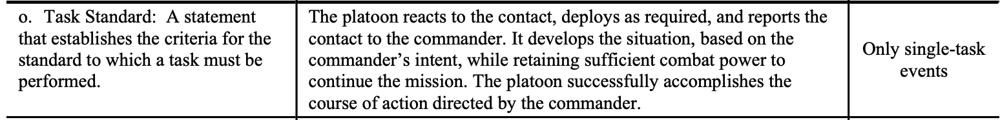 o. Task Standard: A statement
that establishes the criteria for the
standard to which a task must be
performed.
The platoon reacts to the contact, deploys as required, and reports the
contact to the commander. It develops the situation, based on the
commander’s intent, while retaining sufficient combat power to
continue the mission. The platoon successfully accomplishes the
course of action directed by the commander.
Only single-task
events